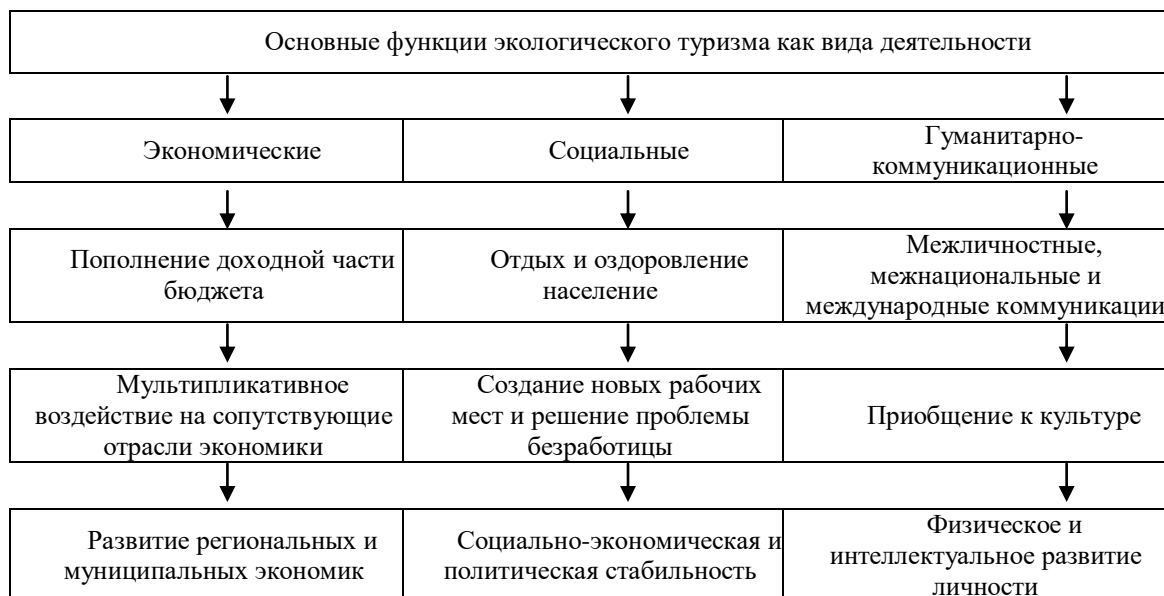 Основные функции экологического туризма как вида деятельности
Экономические
Социальные
Гуманитарно-
коммуникационные
Пополнение доходной части
бюджета
Отдых и оздоровление
население
Межличностные,
межнациональные и
международные коммуникации
Мультипликативное
воздействие на сопутствующие
отрасли экономики
Создание новых рабочих
мест и решение проблемы
безработицы
Приобщение к культуре
Развитие региональных и
муниципальных экономик
Социально-экономическая и
политическая стабильность
Физическое и
интеллектуальное развитие
личности